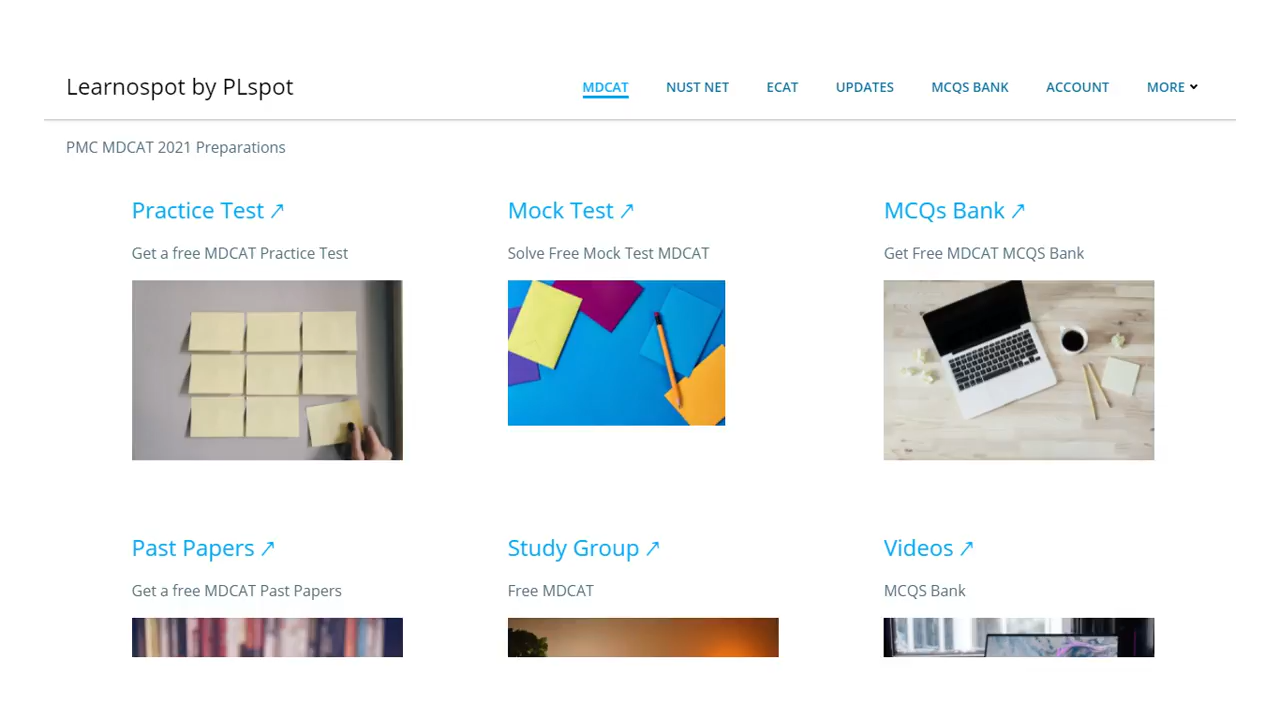 Learnospot by PLspot
MDCAT NUST NET ECAT UPDATES MCQS BANK ACCOUNT MORE
PMC MDCAT 2021 Preparations
Practice Test ↗ Mock Test ↗ MCQs Bank ↗
Get a free MDCAT Practice Test Solve Free Mock Test MDCAT Get Free MDCAT MCQS Bank
Past Papers ↗ Study Group ↗ Videos ↗
Get a free MDCAT Past Papers Free MDCAT MCQS Bank